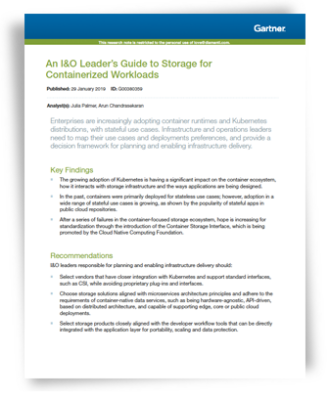 Gartner
This research note is restricted to the personal use of
An I&O Leader's Guide to Storage for
Containerized Workloads
Published: 29 January 2019 ID: G00380359
Analyst(s): Julia Palmer, Arun Chandrasekaran
Enterprises are increasingly adopting container runtimes and Kubernetes
distributions, with stateful use cases. Infrastructure and operations leaders
need to map their use cases and deployments preferences, and provide a
decision framework for planning and enabling infrastructure delivery.
Key Findings
▪ The growing adoption of Kubernetes is having a significant impact on the container ecosystem,
how it interacts with storage infrastructure and the ways applications are being designed.
▪ In the past, containers were primarily deployed for stateless use cases; however, adoption in a
wide range of stateful use cases is growing, as shown by the popularity of stateful apps in
public cloud repositories.
▪ After a series of failures in the container-focused storage ecosystem, hope is increasing for
standardization through the introduction of the Container Storage Interface, which is being
promoted by the Cloud Native Computing Foundation.
Recommendations
I&O leaders responsible for planning and enabling infrastructure delivery should:
▪ Select vendors that have closer integration with Kubernetes and support standard interfaces,
such as CSI, while avoiding proprietary plug-ins and interfaces.
▪ Choose storage solutions aligned with microservices architecture principles and adhere to the
requirements of container-native data services, such as being hardware-agnostic, API-driven,
based on distributed architecture, and capable of supporting edge, core or public cloud
deployments.
▪ Select storage products closely aligned with the developer workflow tools that can be directly
integrated with the application layer for portability, scaling and data protection.